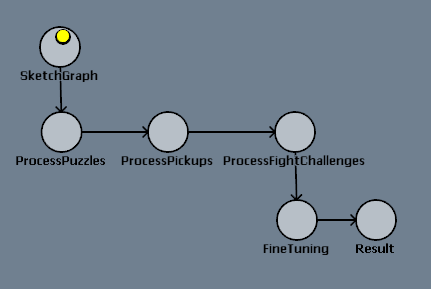 SketchGraph
ProcessPuzzles
ProcessPickups
ProcessFightChallenges
FineTuning
Result